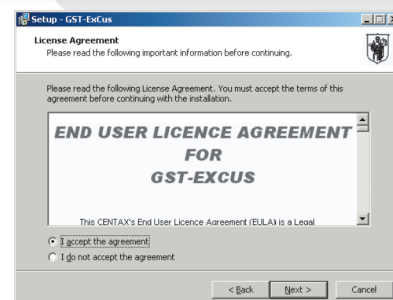 Setup - GST-ExCus
License Agreement
Please read the following important information before continuing.
Please read the following License Agreement. You must accept the terms of this
agreement before continuing with the installation.
END USER LICENCE AGREEMENT
FOR
GST-EXCUS
This CENTAX's End User Licence Agreement (EULA) is a Legal
I accept the agreement
I do not accept the agreement
< Back
Next >
Cancel